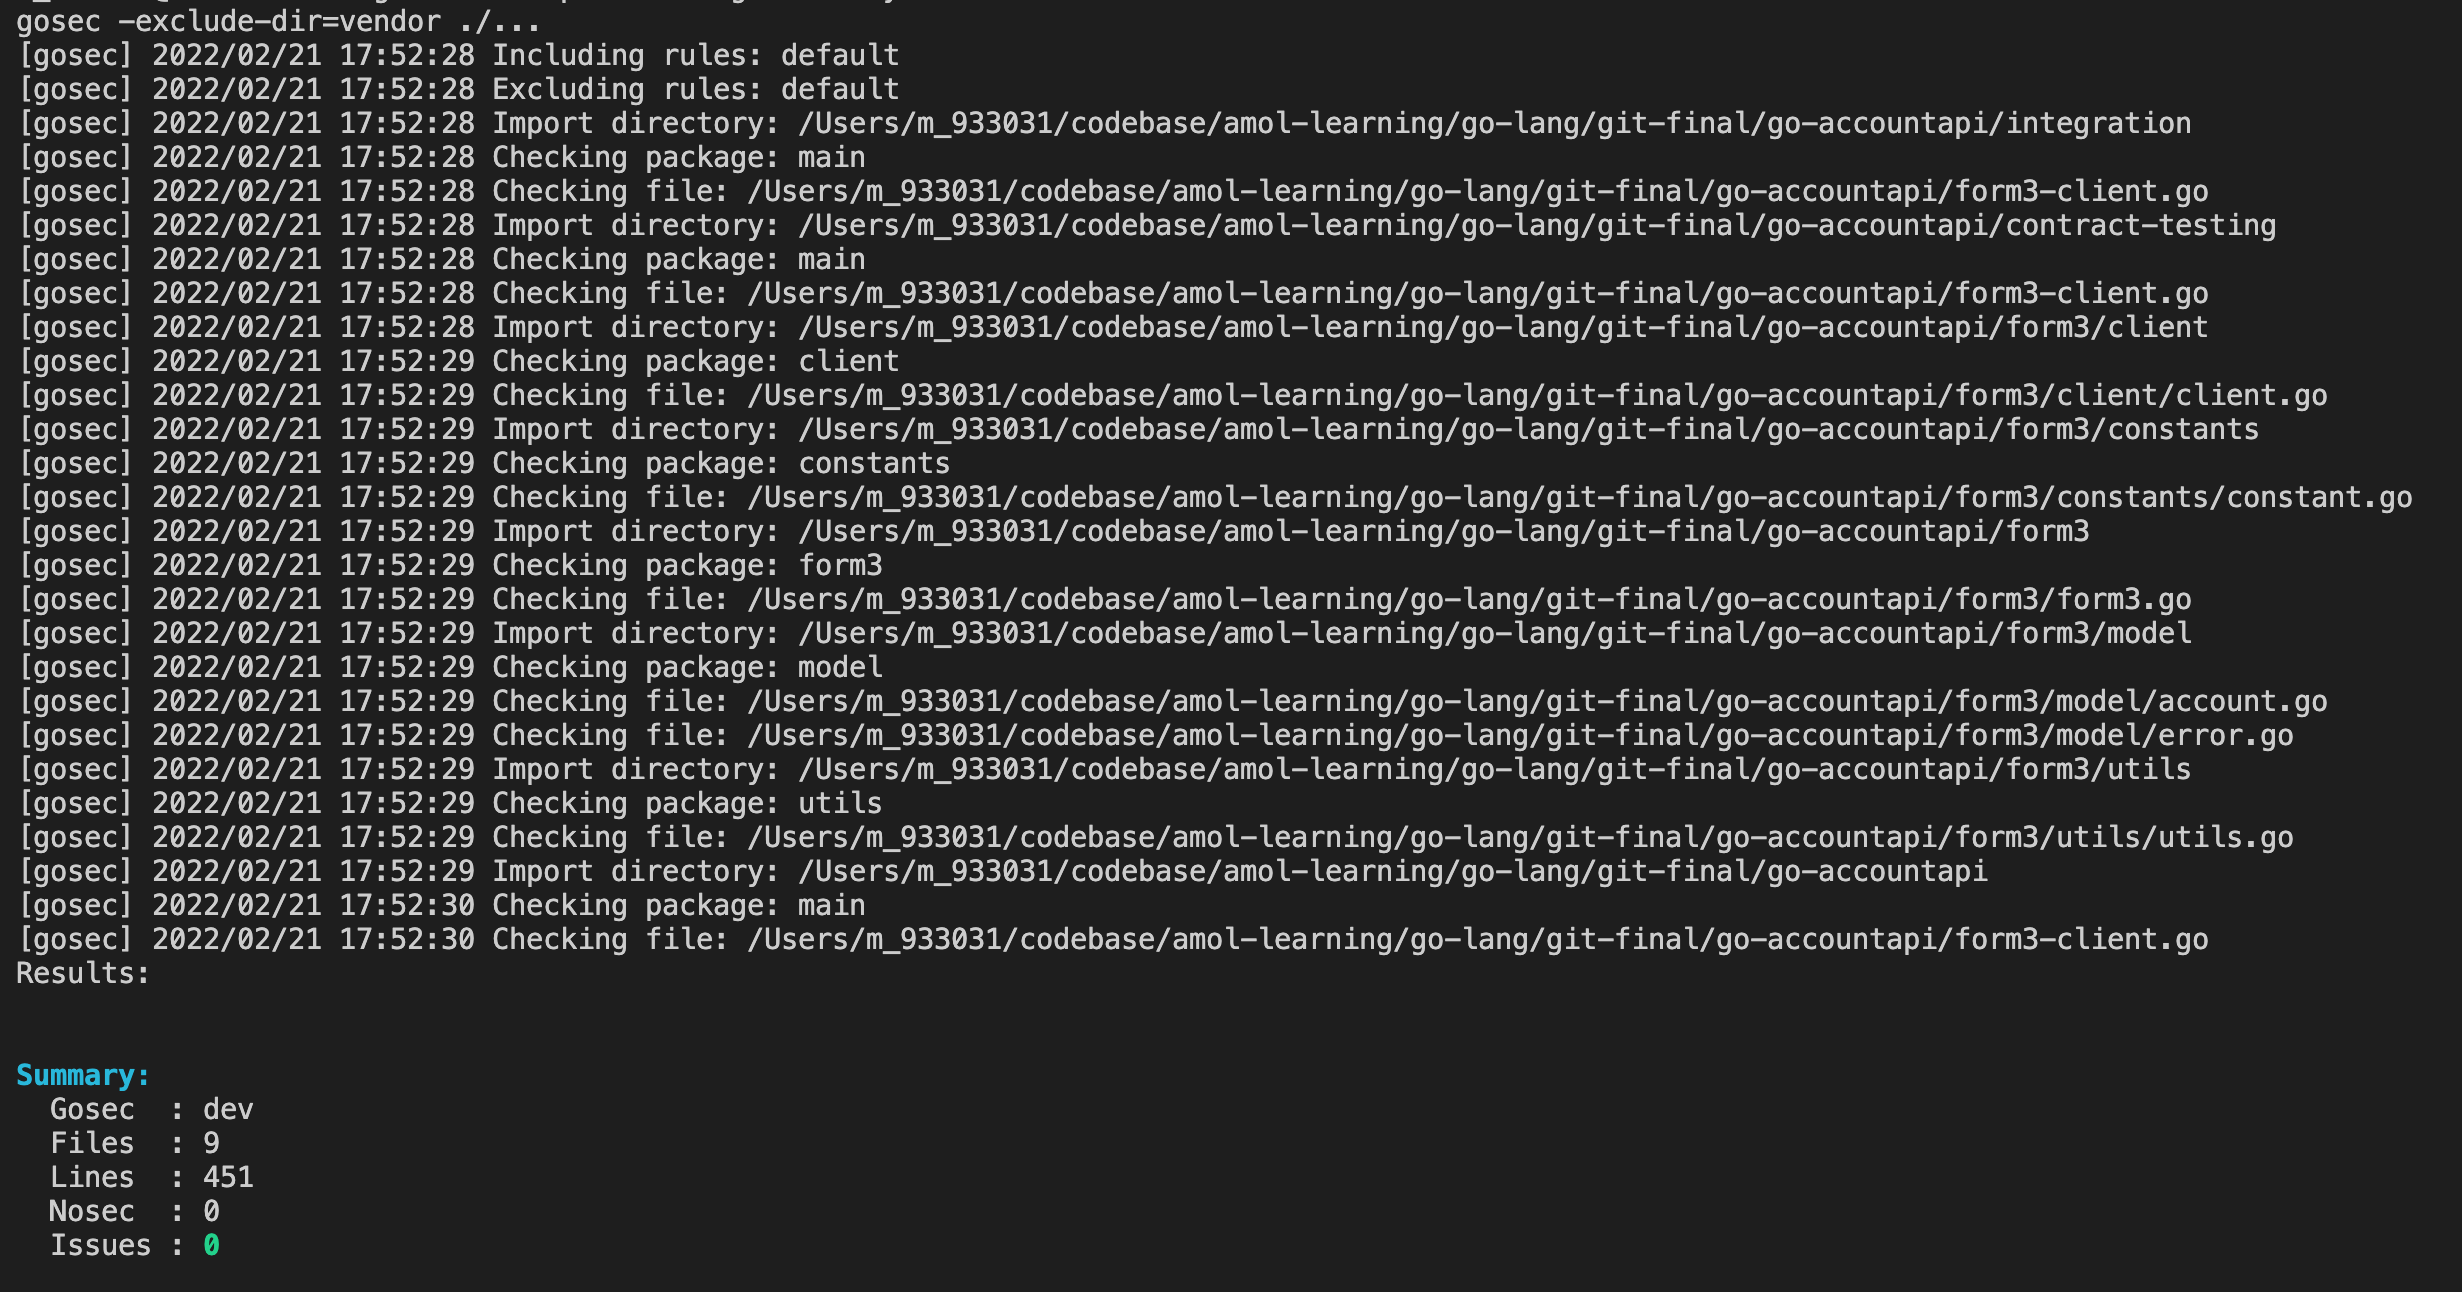 gosec -exclude-dir=vendor ./...
[gosec] 2022/02/21 17:52:28 Including rules: default
[gosec] 2022/02/21 17:52:28 Excluding rules: default
[gosec] 2022/02/21 17:52:28 Import directory: /Users/m_933031/codebase/amol-learning/go-lang/git-final/go-accountapi/integration
[gosec] 2022/02/21 17:52:28 Checking package: main
[gosec] 2022/02/21 17:52:28 Checking file: /Users/m_933031/codebase/amol-learning/go-lang/git-final/go-accountapi/form3-client.go
[gosec] 2022/02/21 17:52:28 Import directory: /Users/m_933031/codebase/amol-learning/go-lang/git-final/go-accountapi/contract-testing
[gosec] 2022/02/21 17:52:28 Checking package: main
[gosec] 2022/02/21 17:52:28 Checking file: /Users/m_933031/codebase/amol-learning/go-lang/git-final/go-accountapi/form3-client.go
[gosec] 2022/02/21 17:52:28 Import directory: /Users/m_933031/codebase/amol-learning/go-lang/git-final/go-accountapi/form3/client
[gosec] 2022/02/21 17:52:29 Checking package: client
[gosec] 2022/02/21 17:52:29 Checking file: /Users/m_933031/codebase/amol-learning/go-lang/git-final/go-accountapi/form3/client/client.go
[gosec] 2022/02/21 17:52:29 Import directory: /Users/m_933031/codebase/amol-learning/go-lang/git-final/go-accountapi/form3/constants
[gosec] 2022/02/21 17:52:29 Checking package: constants
[gosec] 2022/02/21 17:52:29 Checking file: /Users/m_933031/codebase/amol-learning/go-lang/git-final/go-accountapi/form3/constants/constant.go
[gosec] 2022/02/21 17:52:29 Import directory: /Users/m_933031/codebase/amol-learning/go-lang/git-final/go-accountapi/form3
[gosec] 2022/02/21 17:52:29 Checking package: form3
[gosec] 2022/02/21 17:52:29 Checking file: /Users/m_933031/codebase/amol-learning/go-lang/git-final/go-accountapi/form3/form3.go
[gosec] 2022/02/21 17:52:29 Import directory: /Users/m_933031/codebase/amol-learning/go-lang/git-final/go-accountapi/form3/model
[gosec] 2022/02/21 17:52:29 Checking package: model
[gosec] 2022/02/21 17:52:29 Checking file: /Users/m_933031/codebase/amol-learning/go-lang/git-final/go-accountapi/form3/model/account.go
[gosec] 2022/02/21 17:52:29 Checking file: /Users/m_933031/codebase/amol-learning/go-lang/git-final/go-accountapi/form3/model/error.go
[gosec] 2022/02/21 17:52:29 Import directory: /Users/m_933031/codebase/amol-learning/go-lang/git-final/go-accountapi/form3/utils
[gosec] 2022/02/21 17:52:29 Checking package: utils
[gosec] 2022/02/21 17:52:29 Checking file: /Users/m_933031/codebase/amol-learning/go-lang/git-final/go-accountapi/form3/utils/utils.go
[gosec] 2022/02/21 17:52:29 Import directory: /Users/m_933031/codebase/amol-learning/go-lang/git-final/go-accountapi
[gosec] 2022/02/21 17:52:30 Checking package: main
[gosec] 2022/02/21 17:52:30 Checking file: /Users/m_933031/codebase/amol-learning/go-lang/git-final/go-accountapi/form3-client.go
Results:
Summary:
Gosec : dev
Files : 9
Lines : 451
Nosec : 0
Issues : 0